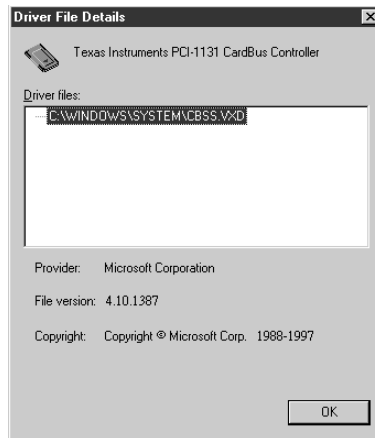 Driver File Details
Texas Instruments PCI-1131 CardBus Controller
Driver files:
C:\WINDOWS\SYSTEM\CBSS.VXD
Provider: Microsoft Corporation
File version: 4.10.1387
Copyright: Copyright © Microsoft Corp. 1988-1997
OK